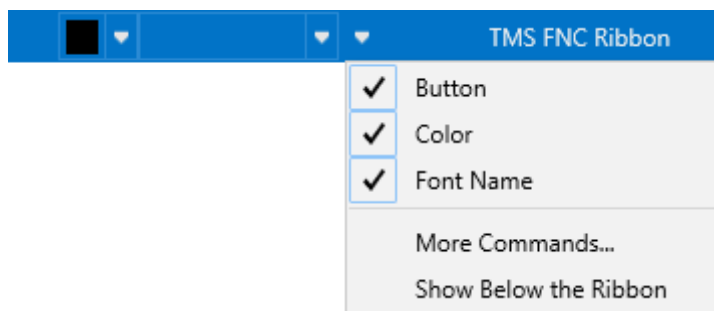 TMS FNC Ribbon
Button
Color
Font Name
More Commands...
Show Below the Ribbon